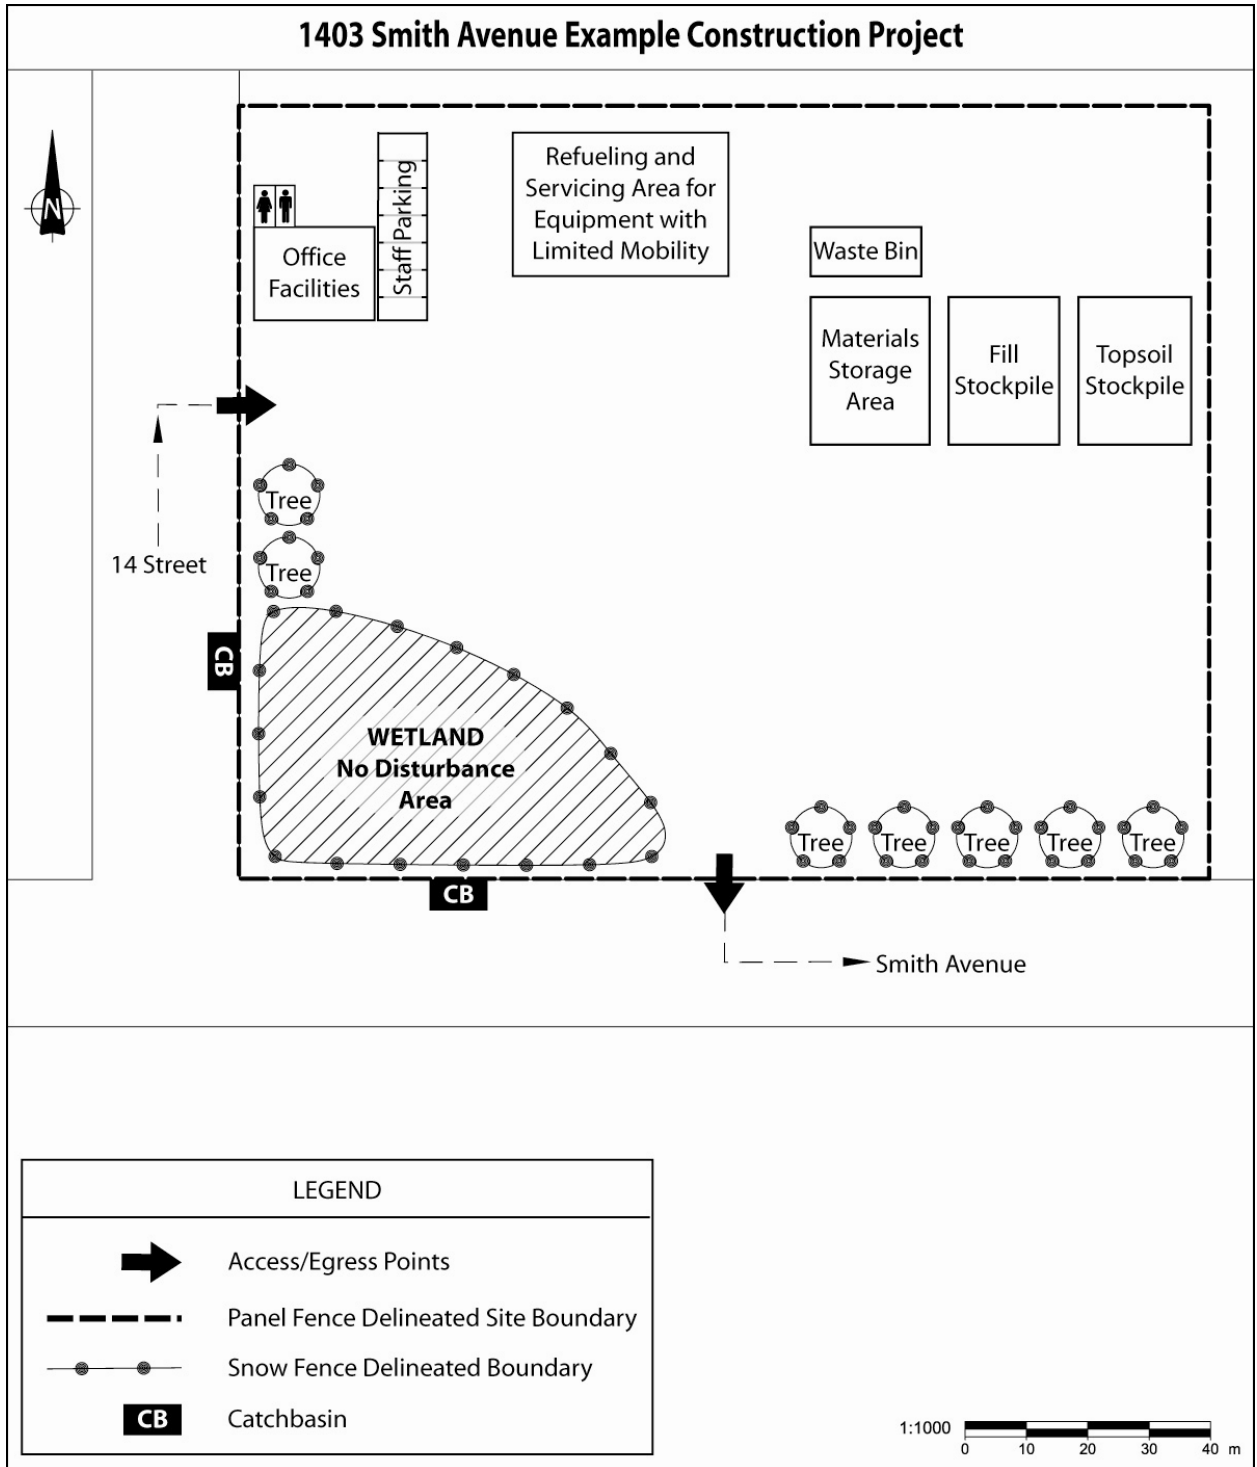 1403 Smith Avenue Example Construction Project
N
Staff Parking
Office
Facilities
Refueling and
Servicing Area for
Equipment with
Limited Mobility
Waste Bin
Materials
Storage
Area
Fill
Stockpile
Topsoil
Stockpile
Tree
Tree
14 Street
CB
WETLAND
No Disturbance
Area
Tree
Tree
Tree
Tree
Tree
CB
Smith Avenue
LEGEND
Access/Egress Points
Panel Fence Delineated Site Boundary
Snow Fence Delineated Boundary
CB Catchbasin
1:1000
0 10 20 30 40 m